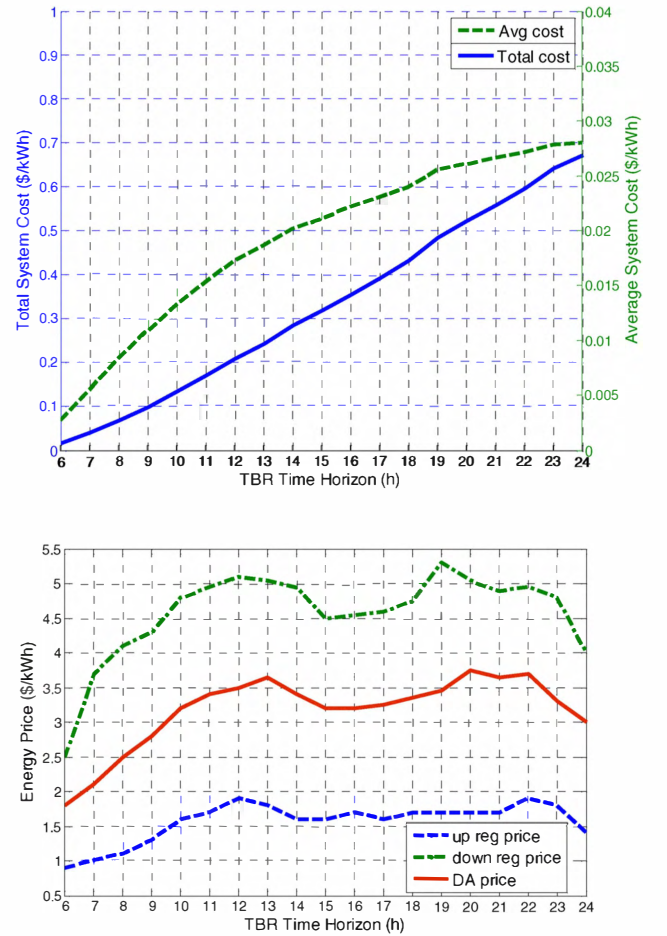 Total System Cost ($/kWh)
1
0.9
0.8
0.7
0.6
0.5
0.4
0.3
0.2
0.1
0
Avg cost
Total cost
0.04
0.035
0.03
0.025
0.02
0.015
0.01
0.005
0
Average System Cost ($/kWh)
6 7 8 9 10 11 12 13 14 15 16 17 18 19 20 21 22 23 24
TBR Time Horizon (h)
Energy Price ($/kWh)
5.5
5
4.5
4
3.5
3
2.5
2
1.5
1
0.5
up reg price
down reg price
DA price
6 7 8 9 10 11 12 13 14 15 16 17 18 19 20 21 22 23 24
TBR Time Horizon (h)